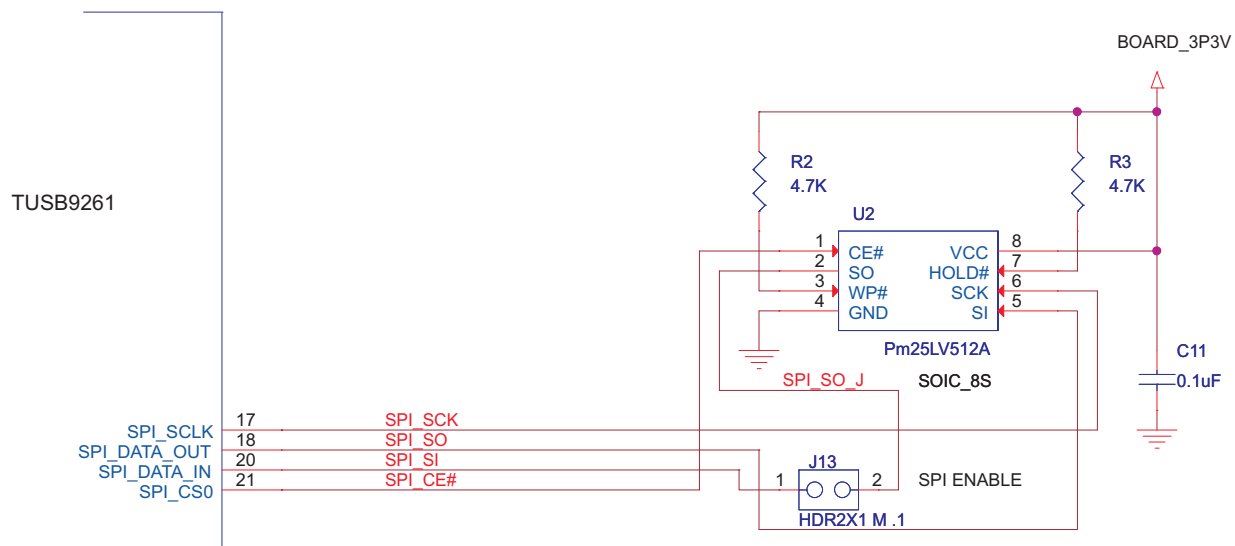 BOARD_3P3V
R2
4.7K
R3
4.7K
TUSB9261
U2
1 CE# VCC 8
2 SO HOLD# 7
3 WP# SCK 6
4 GND SI 5
Pm25LV512A
C11
0.1uF
SPI_SO_J
SOIC_8S
SPI_SCLK 17 SPI_SCK
SPI_DATA_OUT 18 SPI_SO
SPI_DATA_IN 20 SPI_SI
SPI_CS0 21 SPI_CE#
J13
1 2 SPI ENABLE
HDR2X1 M .1